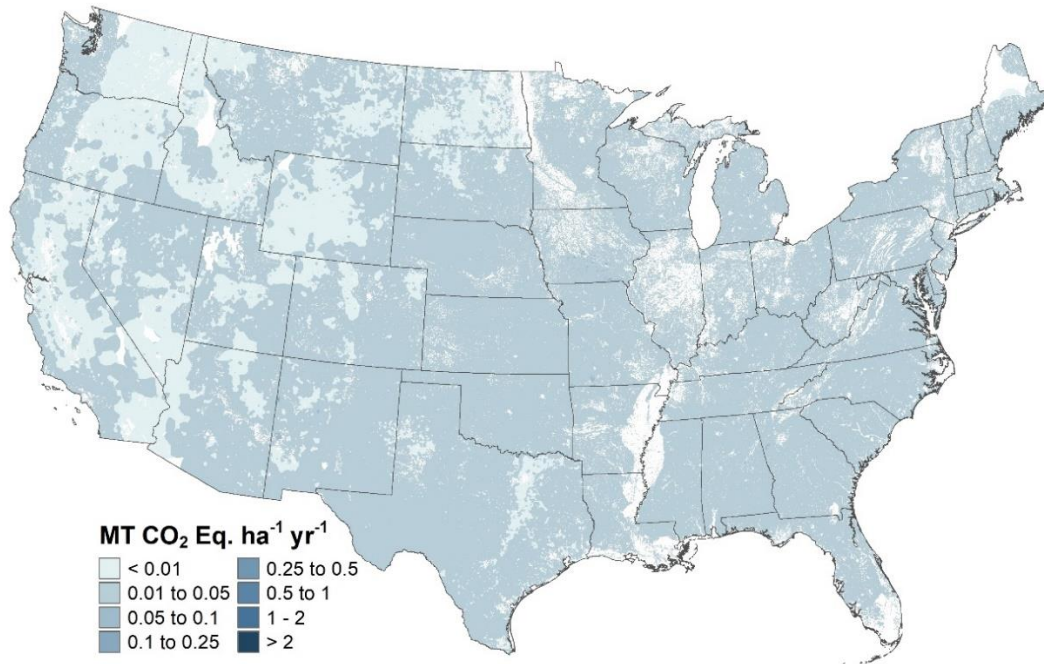 MT CO₂ Eq. ha⁻¹ yr⁻¹
< 0.01
0.01 to 0.05
0.05 to 0.1
0.1 to 0.25
0.25 to 0.5
0.5 to 1
1 - 2
> 2